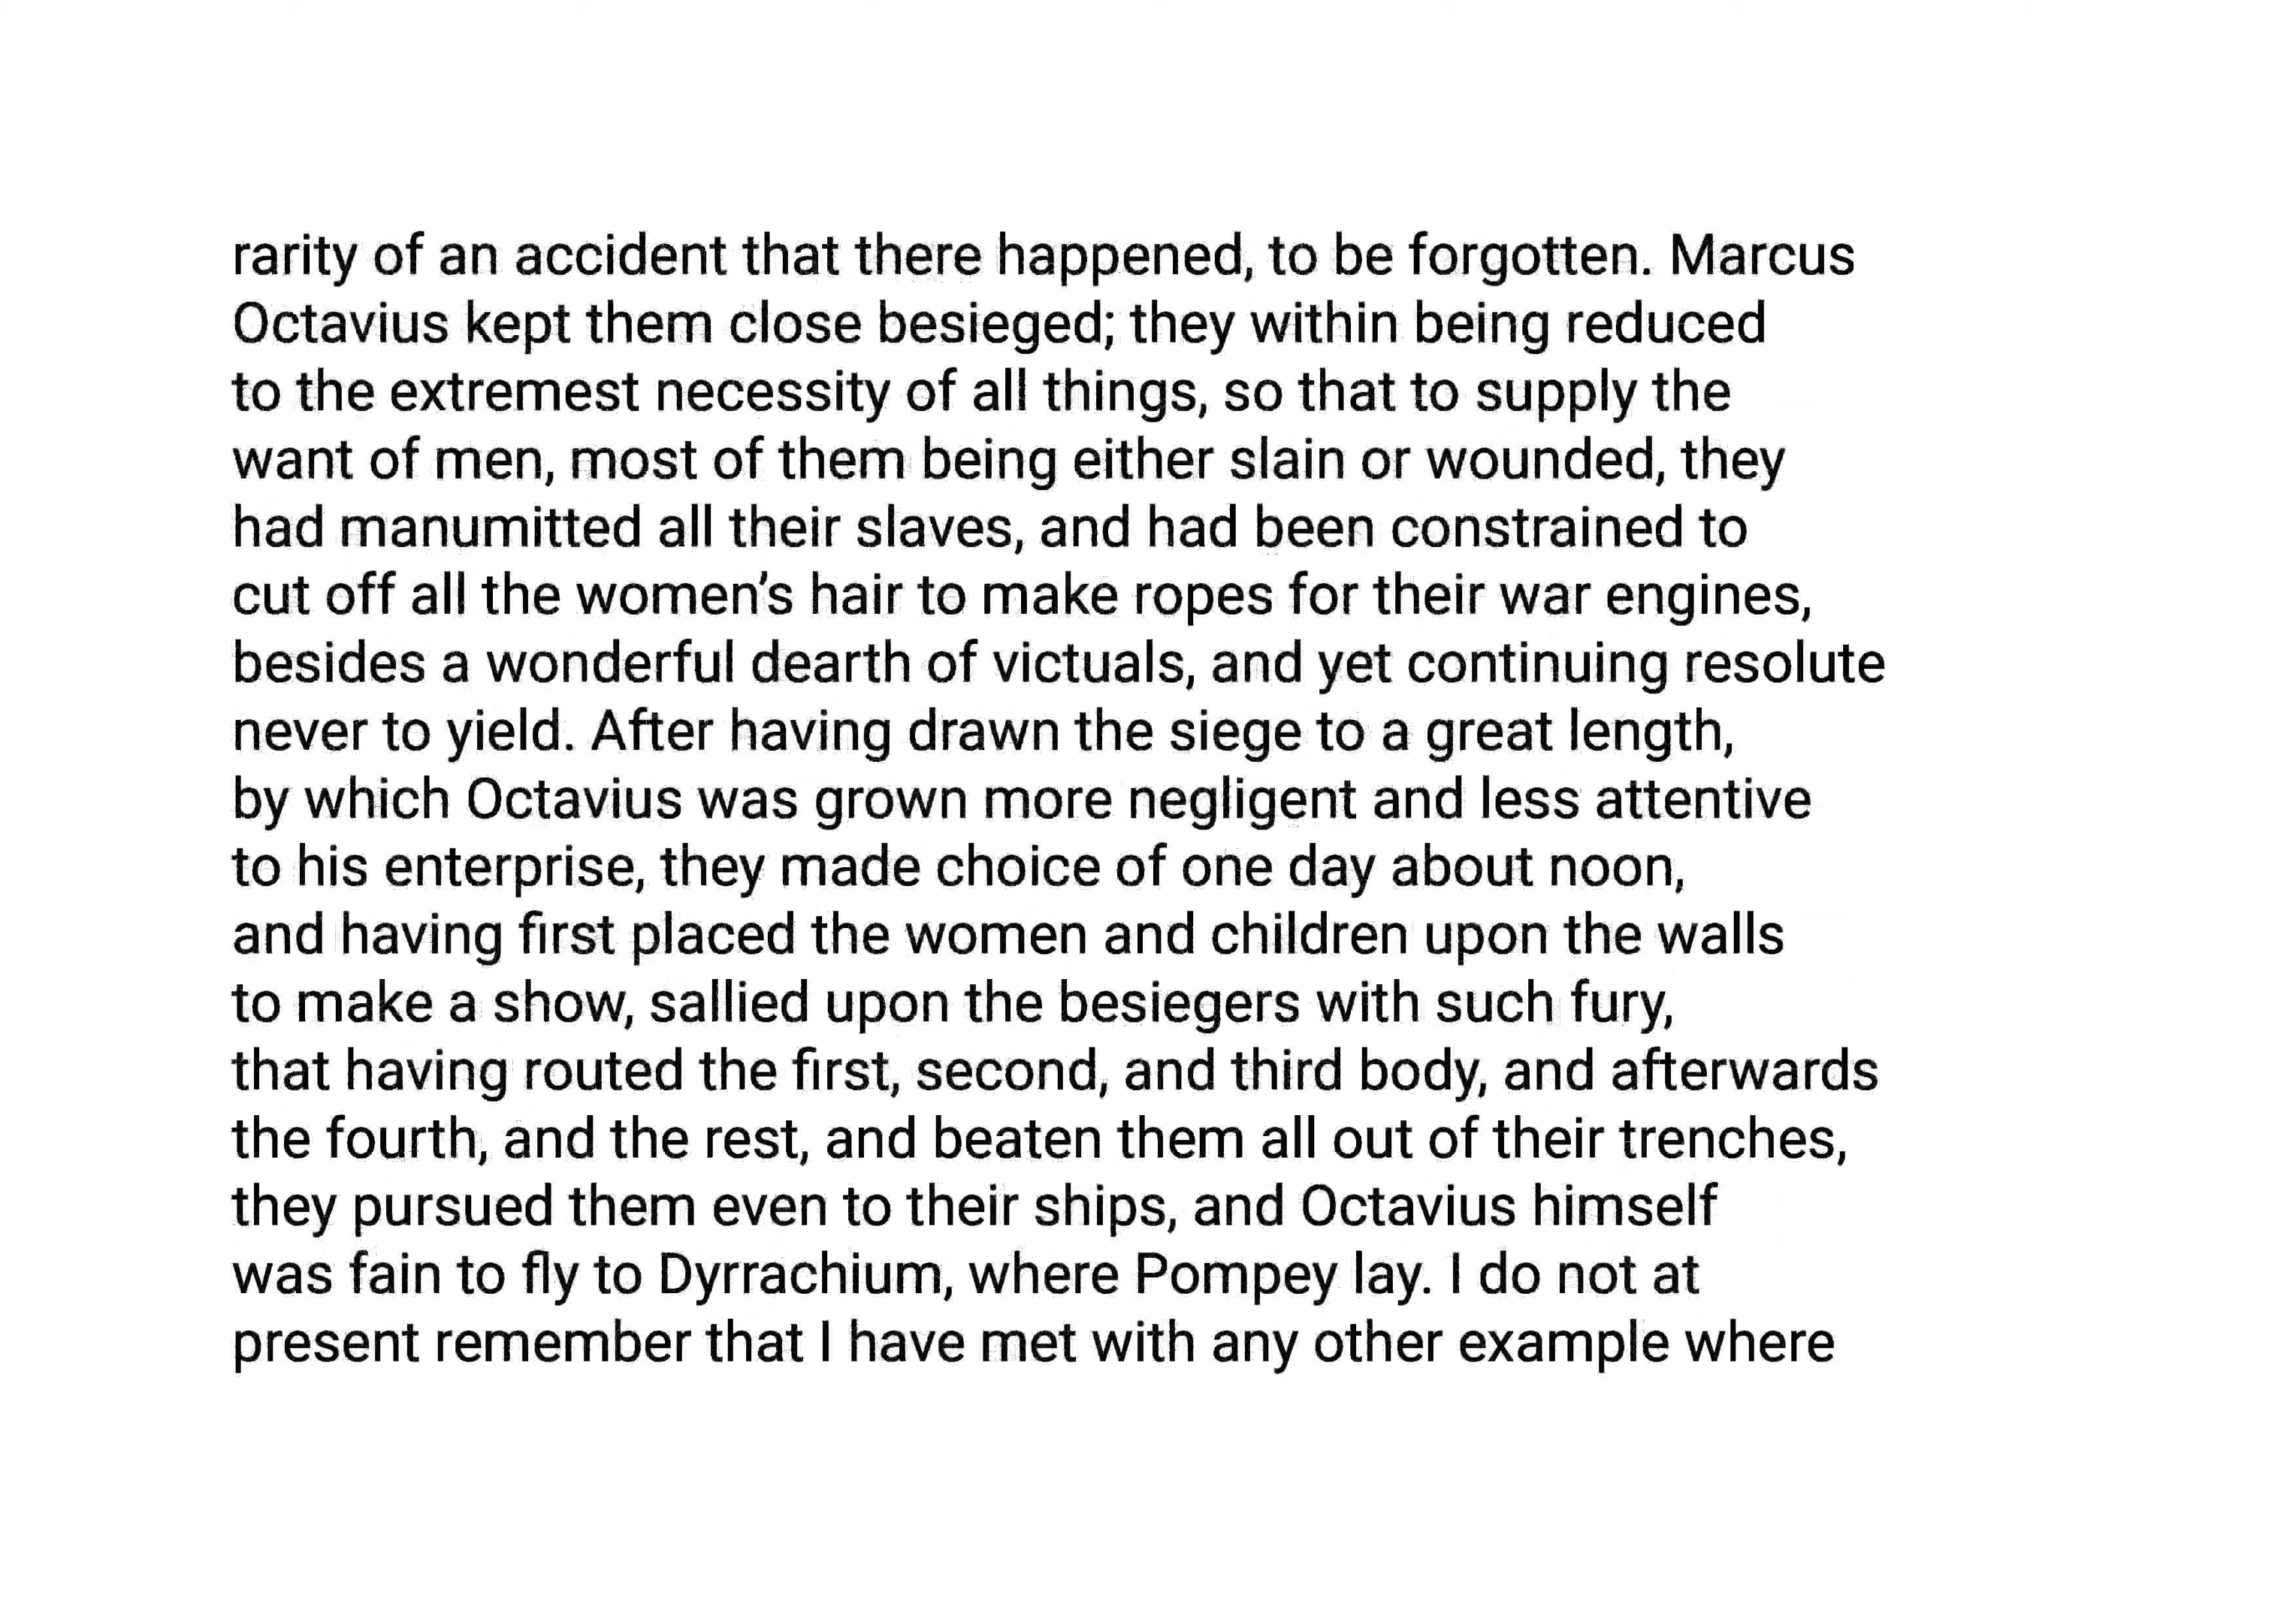 rarity of an accident that there happened, to be forgotten. Marcus
Octavius kept them close besieged; they within being reduced
to the extremest necessity of all things, so that to supply the
want of men, most of them being either slain or wounded, they
had manumitted all their slaves, and had been constrained to
cut off all the women’s hair to make ropes for their war engines,
besides a wonderful dearth of victuals, and yet continuing resolute
never to yield. After having drawn the siege to a great length,
by which Octavius was grown more negligent and less attentive
to his enterprise, they made choice of one day about noon,
and having first placed the women and children upon the walls
to make a show, sallied upon the besiegers with such fury,
that having routed the first, second, and third body, and afterwards
the fourth, and the rest, and beaten them all out of their trenches,
they pursued them even to their ships, and Octavius himself
was fain to fly to Dyrrachium, where Pompey lay. I do not at
present remember that I have met with any other example where